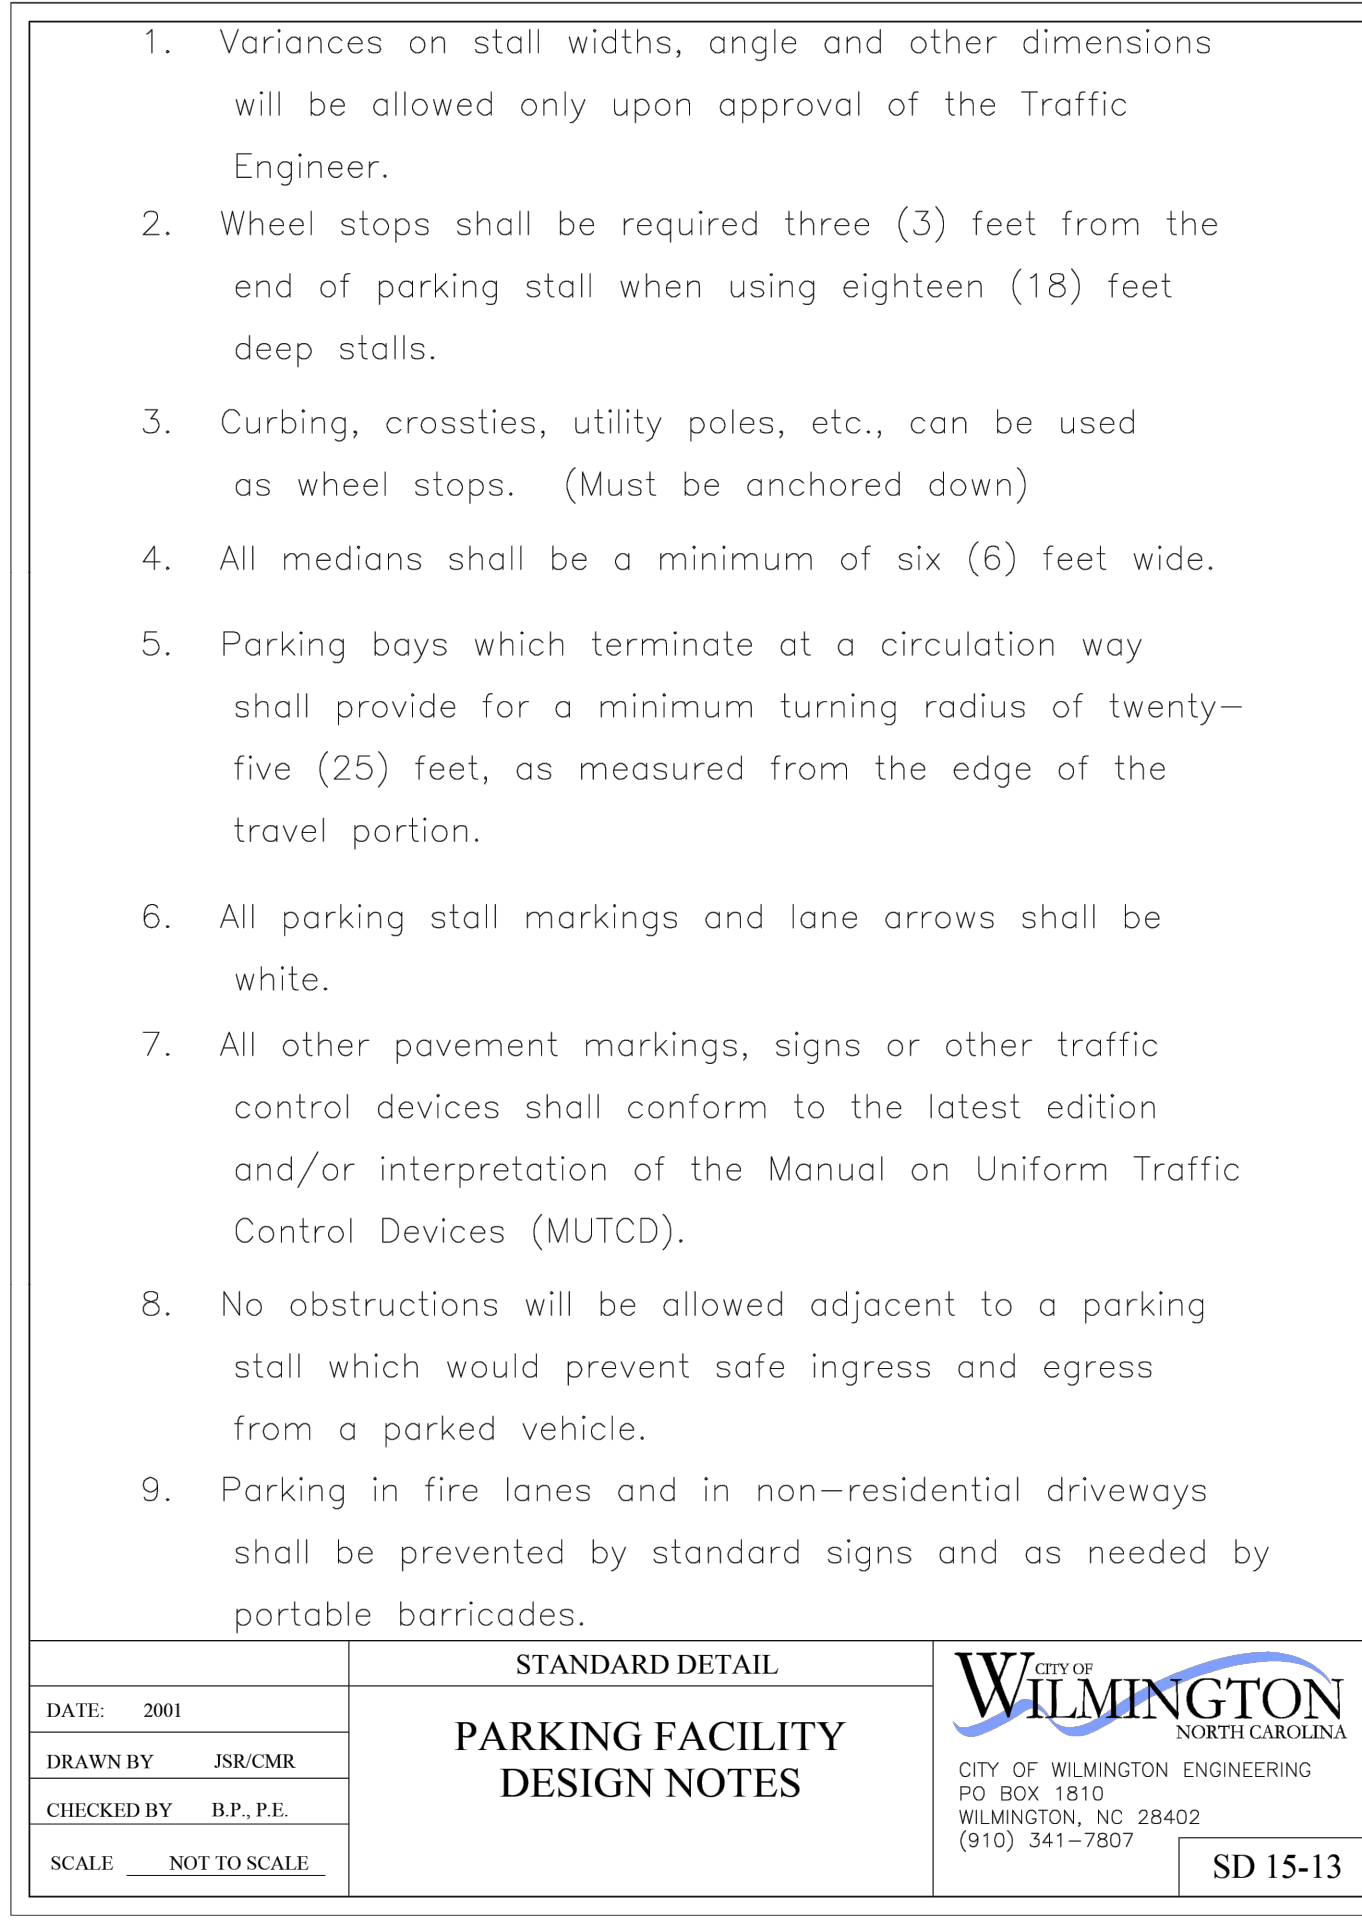 1. Variances on stall widths, angle and other dimensions
will be allowed only upon approval of the Traffic
Engineer.
2. Wheel stops shall be required three (3) feet from the
end of parking stall when using eighteen (18) feet
deep stalls.
3. Curbing, crossties, utility poles, etc., can be used
as wheel stops. (Must be anchored down)
4. All medians shall be a minimum of six (6) feet wide.
5. Parking bays which terminate at a circulation way
shall provide for a minimum turning radius of twenty–
five (25) feet, as measured from the edge of the
travel portion.
6. All parking stall markings and lane arrows shall be
white.
7. All other pavement markings, signs or other traffic
control devices shall conform to the latest edition
and/or interpretation of the Manual on Uniform Traffic
Control Devices (MUTCD).
8. No obstructions will be allowed adjacent to a parking
stall which would prevent safe ingress and egress
from a parked vehicle.
9. Parking in fire lanes and in non–residential driveways
shall be prevented by standard signs and as needed by
portable barricades.
DATE: 2001
DRAWN BY JSR/CMR
CHECKED BY B.P., P.E.
SCALE NOT TO SCALE
STANDARD DETAIL
PARKING FACILITY
DESIGN NOTES
CITY OF
WILMINGTON
NORTH CAROLINA
CITY OF WILMINGTON ENGINEERING
PO BOX 1810
WILMINGTON, NC 28402
(910) 341–7807
SD 15-13